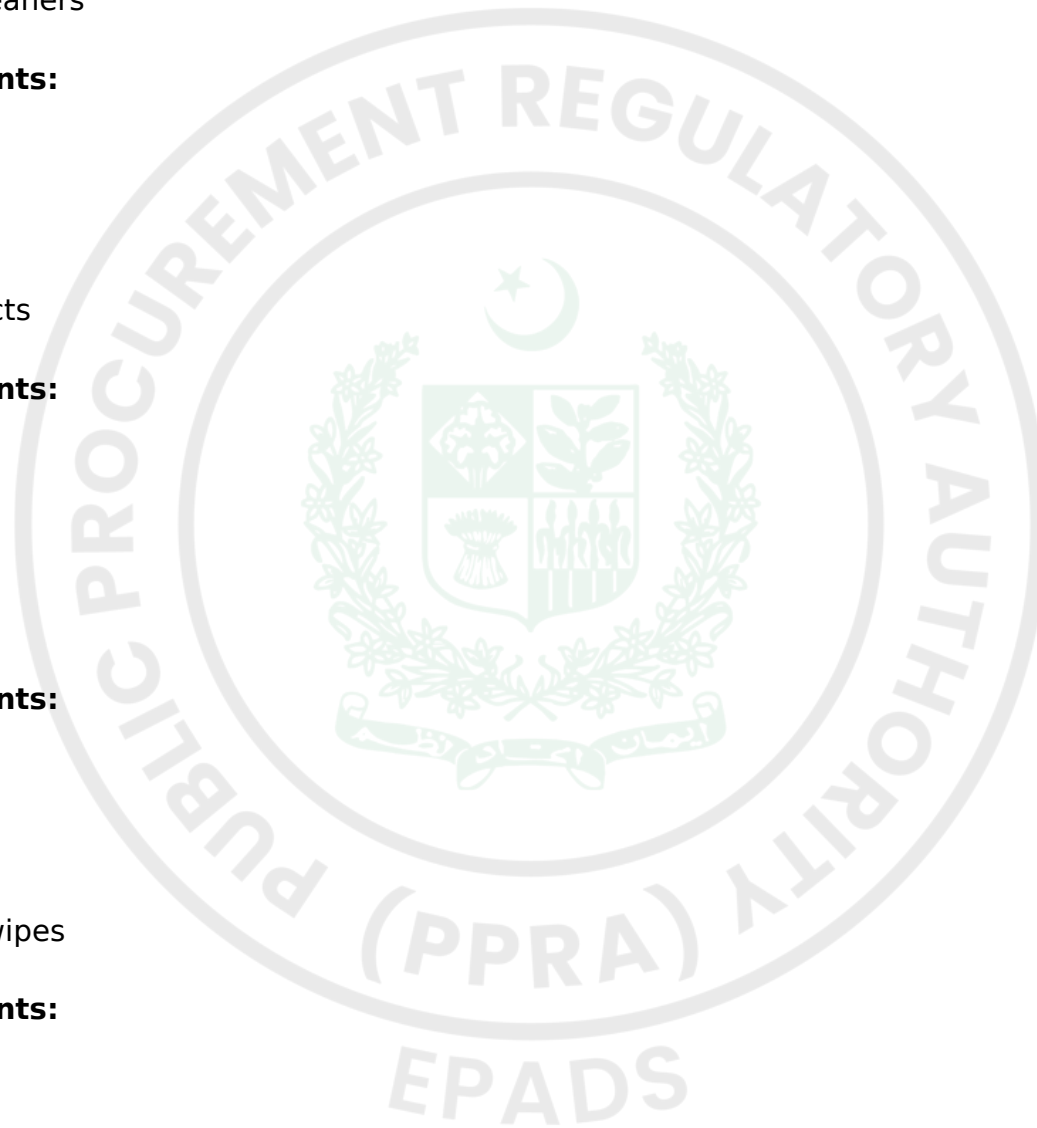 eaners
nts:
cts
nts:
nts:
wipes
nts:
PUBLIC PROCUREMENT REGULATORY AUTHORITY
(PPRA)
EPADS